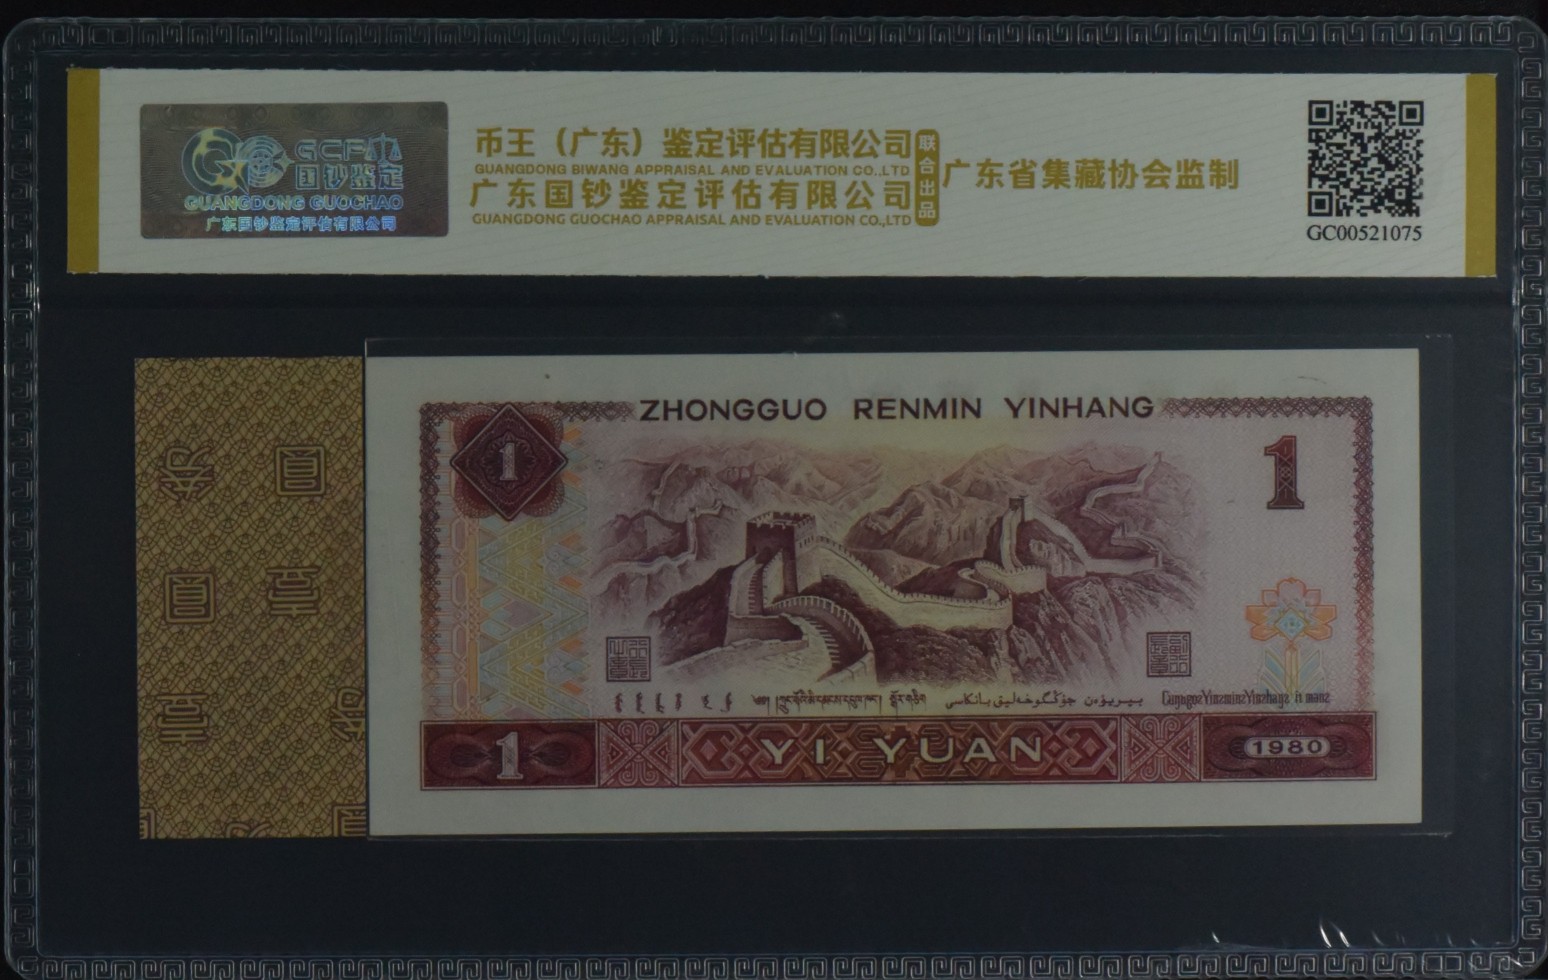 GCF
国钞鉴定
GUANGDONG GUOCHAO
广东国钞鉴定评估有限公司
币王（广东）鉴定评估有限公司
GUANGDONG BIWANG APPRAISAL AND EVALUATION CO.,LTD
广东国钞鉴定评估有限公司
GUANGDONG GUOCHAO APPRAISAL AND EVALUATION CO.,LTD
联合出品
广东省集藏协会监制
GC00521075
ZHONGGUO RENMIN YINHANG
1
1
圆
圆
壹
壹
1
YI YUAN
1980